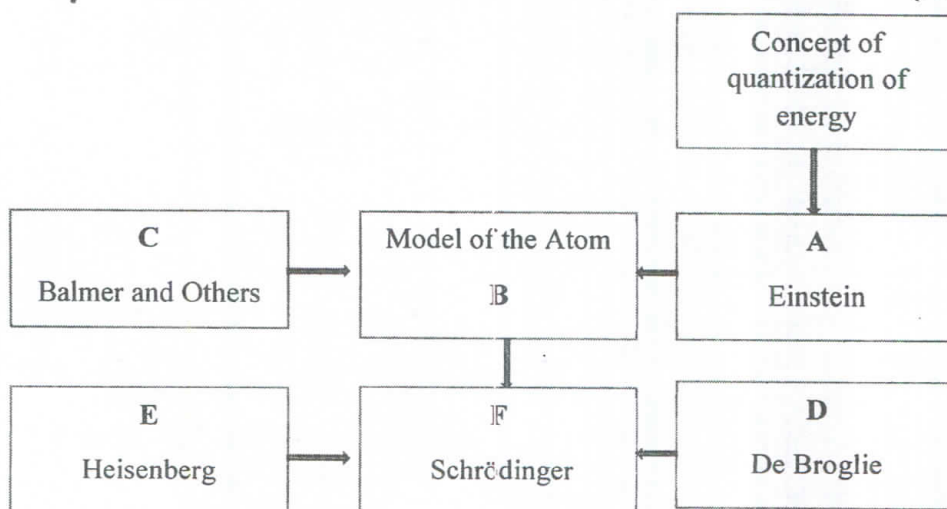 Concept of
quantization of
energy
C
Balmer and Others
Model of the Atom
B
A
Einstein
E
Heisenberg
F
Schrödinger
D
De Broglie